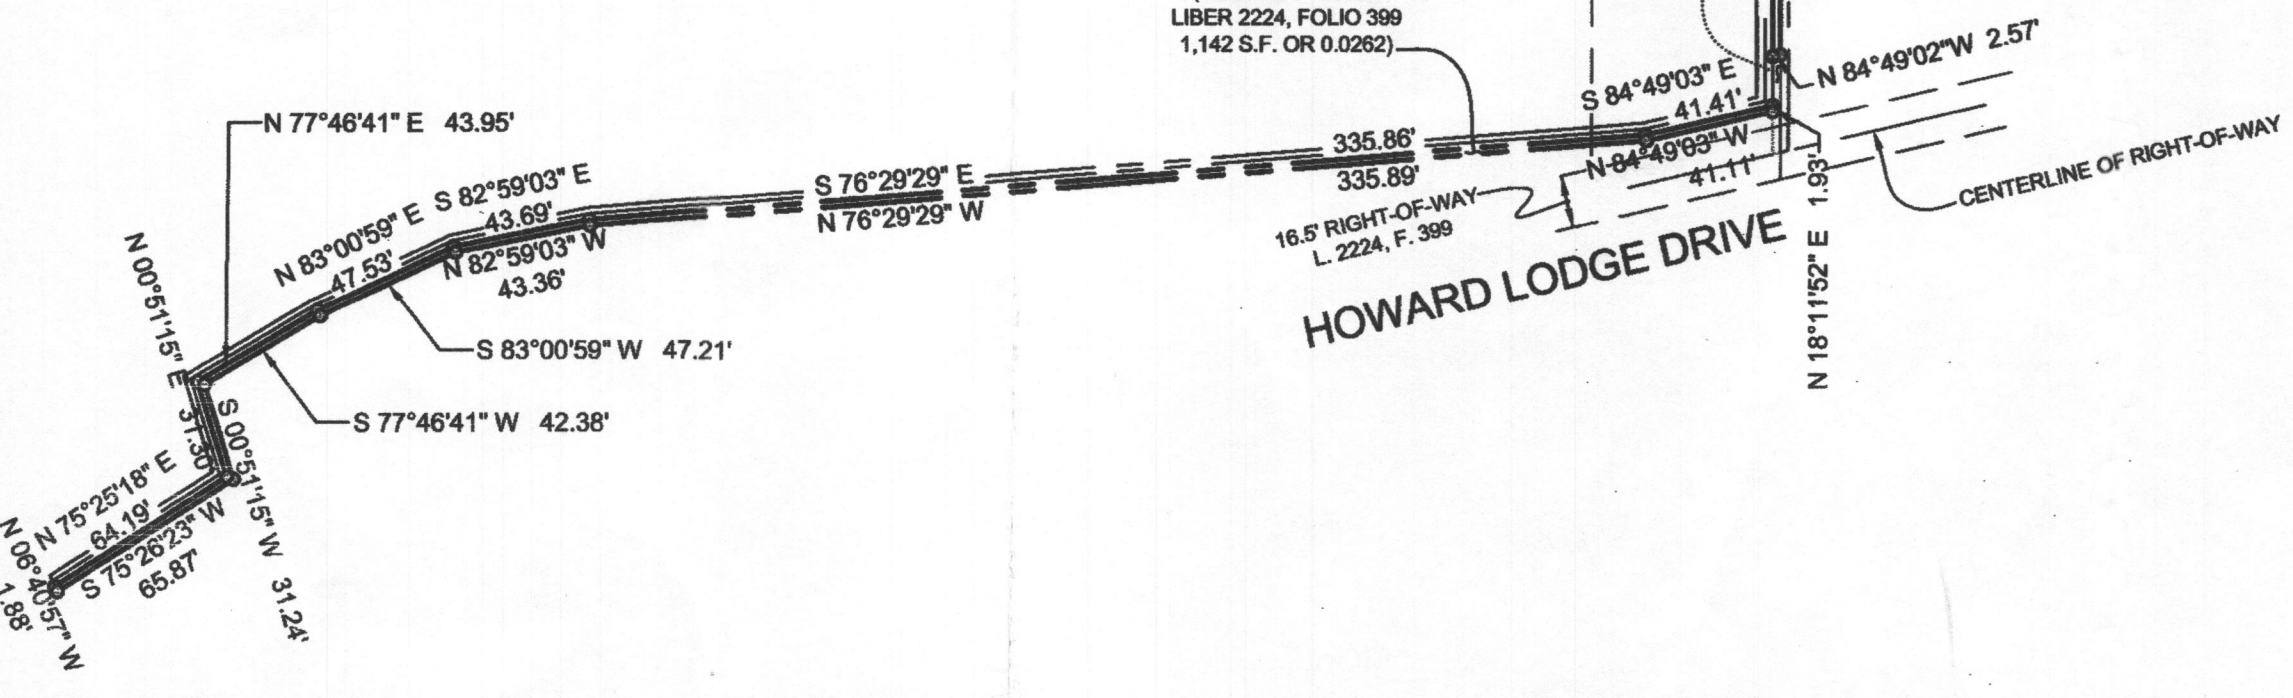 LIBER 2224, FOLIO 399
1,142 S.F. OR 0.0262)
N 84°49'02"W 2.57'
S 84°49'03" E
41.41'
N 77°46'41" E 43.95'
335.86'
N 84°49'03" W
41.11'
335.89'
CENTERLINE OF RIGHT-OF-WAY
S 82°59'03" E
43.69'
S 76°29'29" E
N 76°29'29" W
16.5' RIGHT-OF-WAY
L. 2224, F. 399
HOWARD LODGE DRIVE
N 18°11'52" E 1.93'
N 83°00'59" E
47.53'
N 82°59'03" W
43.36'
N 00°51'15" E
31.30'
S 83°00'59" W 47.21'
S 77°46'41" W 42.38'
S 00°51'15" W 31.24'
N 75°25'18" E
64.19'
S 75°26'23" W
65.87'
N 06°40'57" W
1.88'